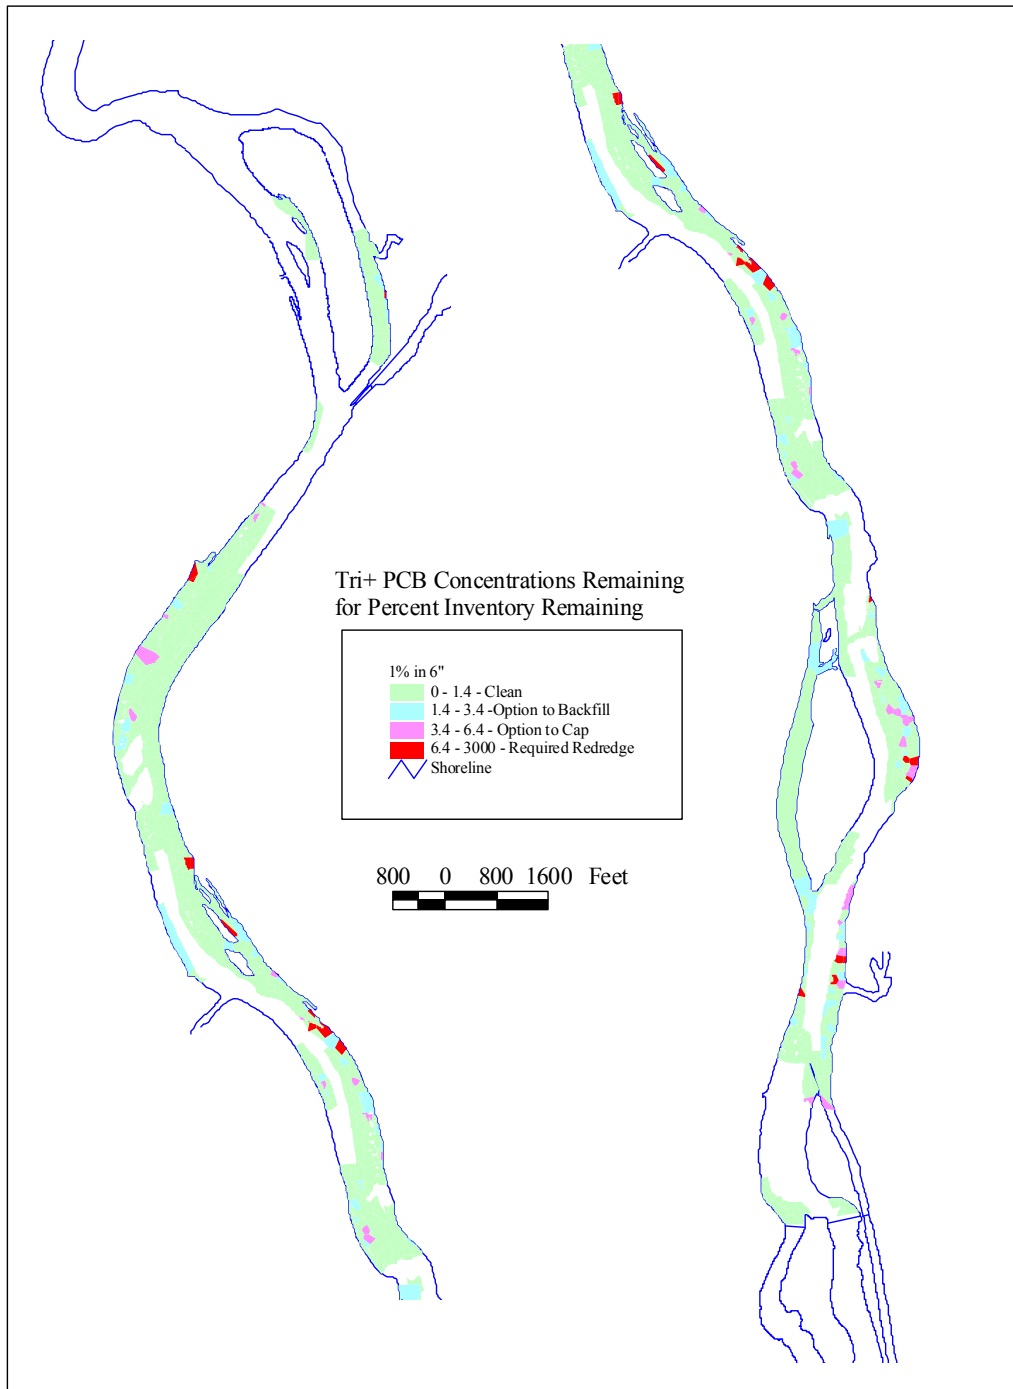 Tri+ PCB Concentrations Remaining
for Percent Inventory Remaining
1% in 6"
0 - 1.4 - Clean
1.4 - 3.4 -Option to Backfill
3.4 - 6.4 - Option to Cap
6.4 - 3000 - Required Redredge
Shoreline
800 0 800 1600 Feet